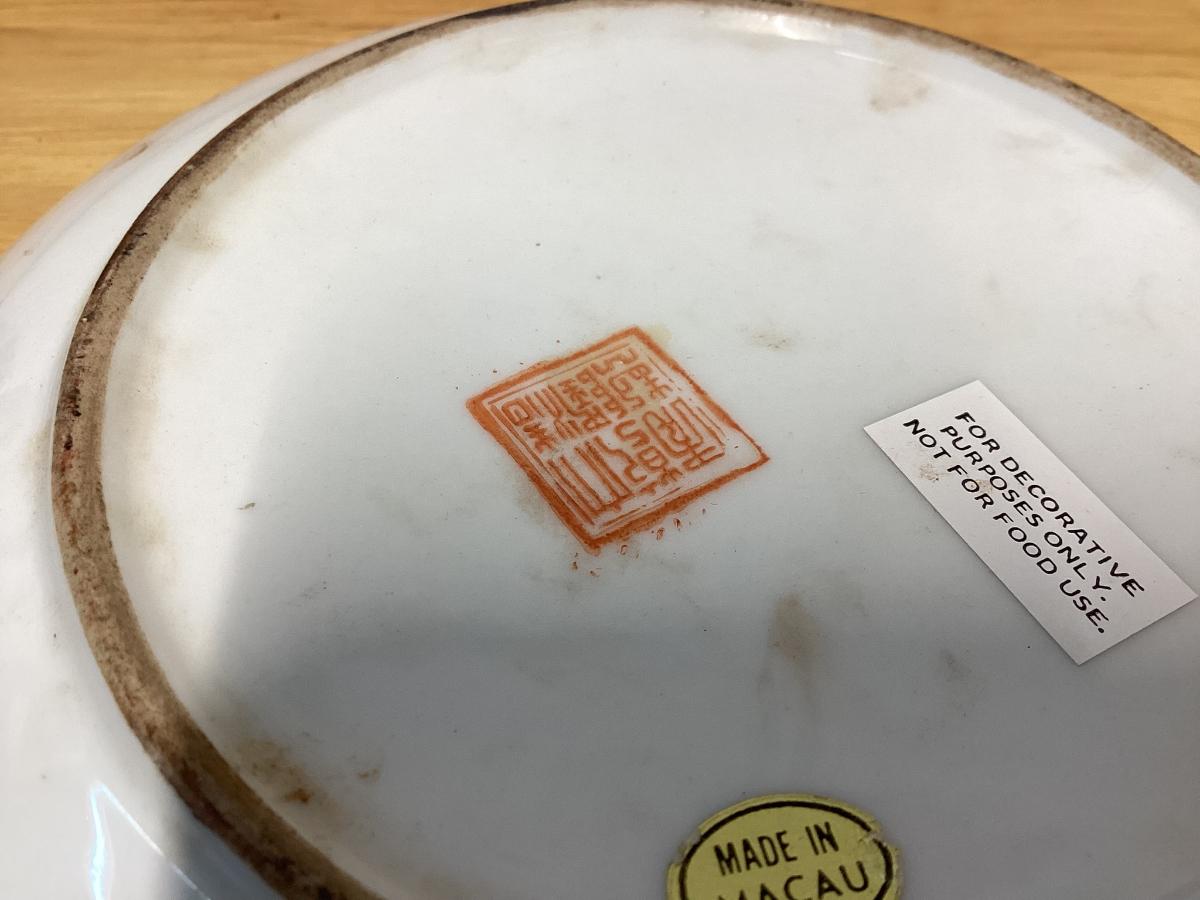 FOR DECORATIVE
PURPOSES ONLY.
NOT FOR FOOD USE.
MADE IN
MACAU